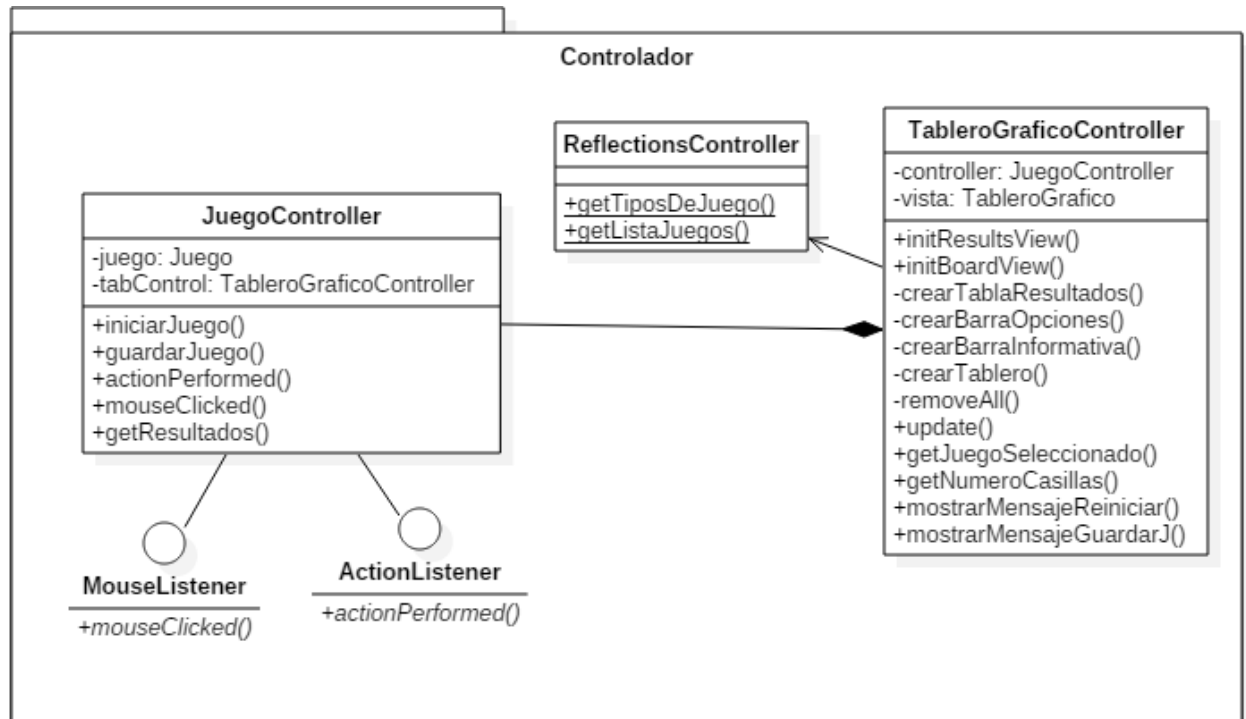 Controlador
ReflectionsController
+getTiposDeJuego()
+getListaJuegos()
TableroGraficoController
-controller: JuegoController
-vista: TableroGrafico
+initResultsView()
+initBoardView()
-crearTablaResultados()
-crearBarraOpciones()
-crearBarraInformativa()
-crearTablero()
-removeAll()
+update()
+getJuegoSeleccionado()
+getNumeroCasillas()
+mostrarMensajeReiniciar()
+mostrarMensajeGuardarJ()
JuegoController
-juego: Juego
-tabControl: TableroGraficoController
+iniciarJuego()
+guardarJuego()
+actionPerformed()
+mouseClicked()
+getResultados()
MouseListener
+mouseClicked()
ActionListener
+actionPerformed()